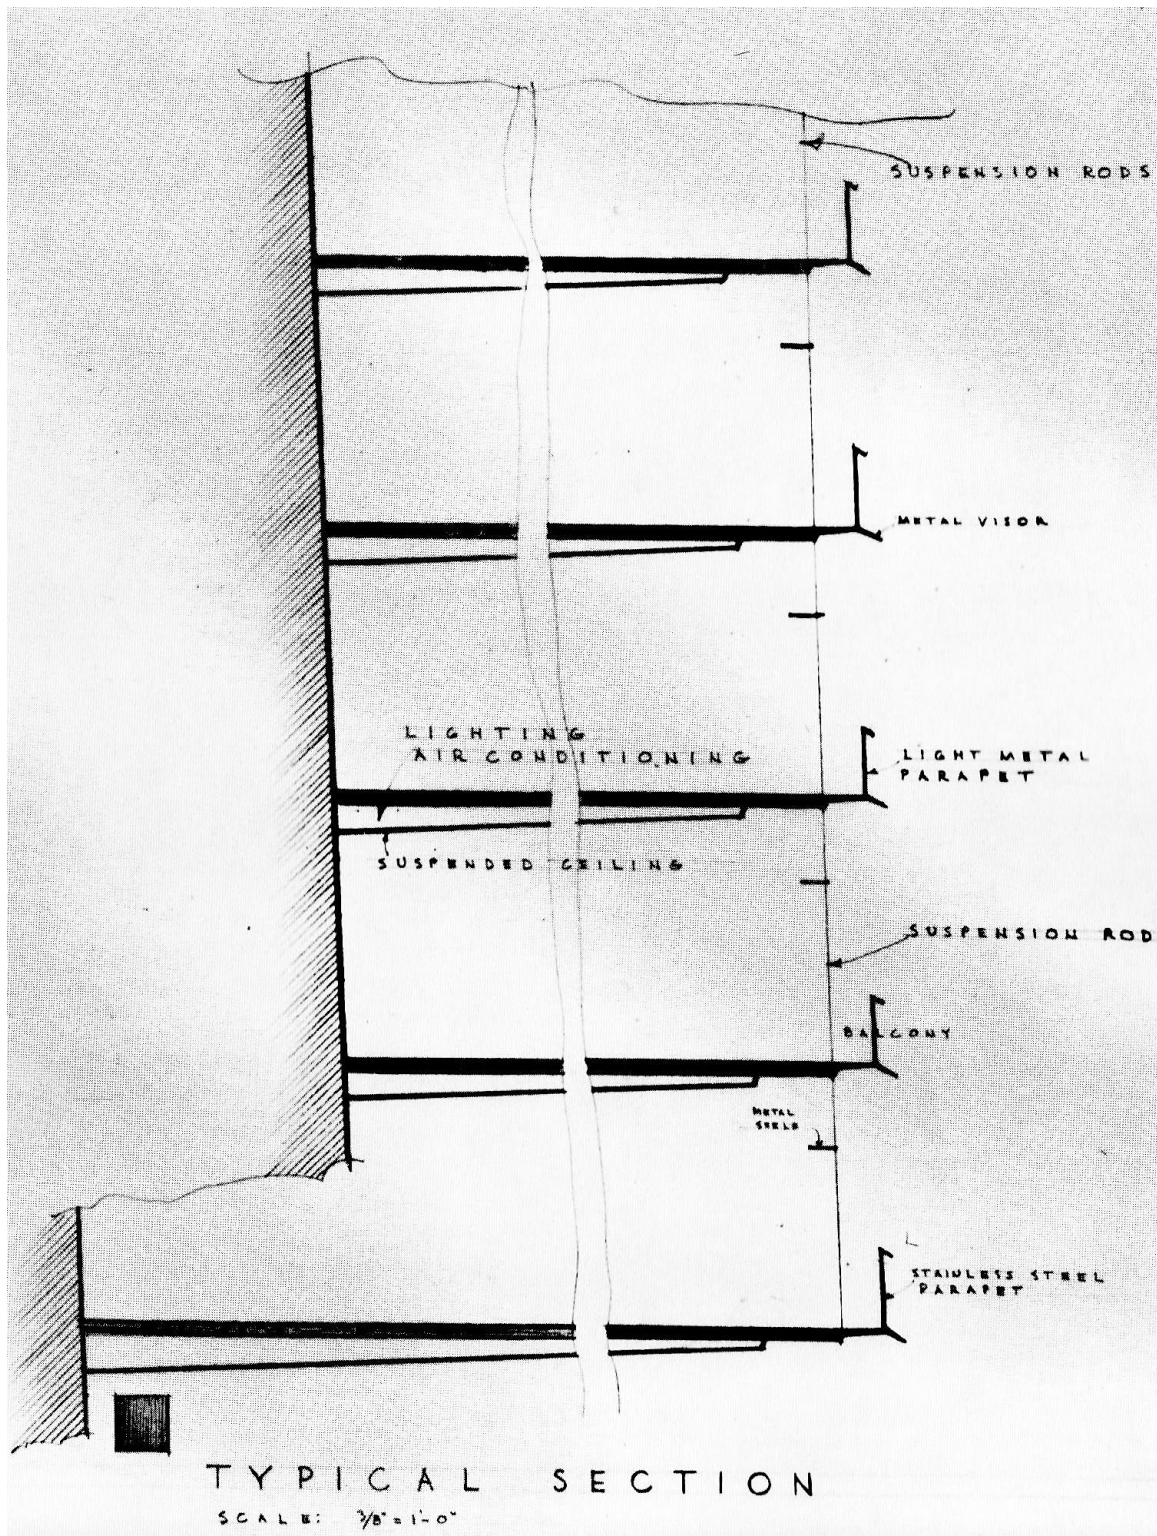 SUSPENSION RODS
METAL VISOR
LIGHTING
AIR CONDITIONING
LIGHT METAL
PARAPET
SUSPENDED CEILING
SUSPENSION ROD
BALCONY
METAL
STAINLESS STEEL
PARAPET
TYPICAL SECTION
SCALE: 3/8" = 1'-0"